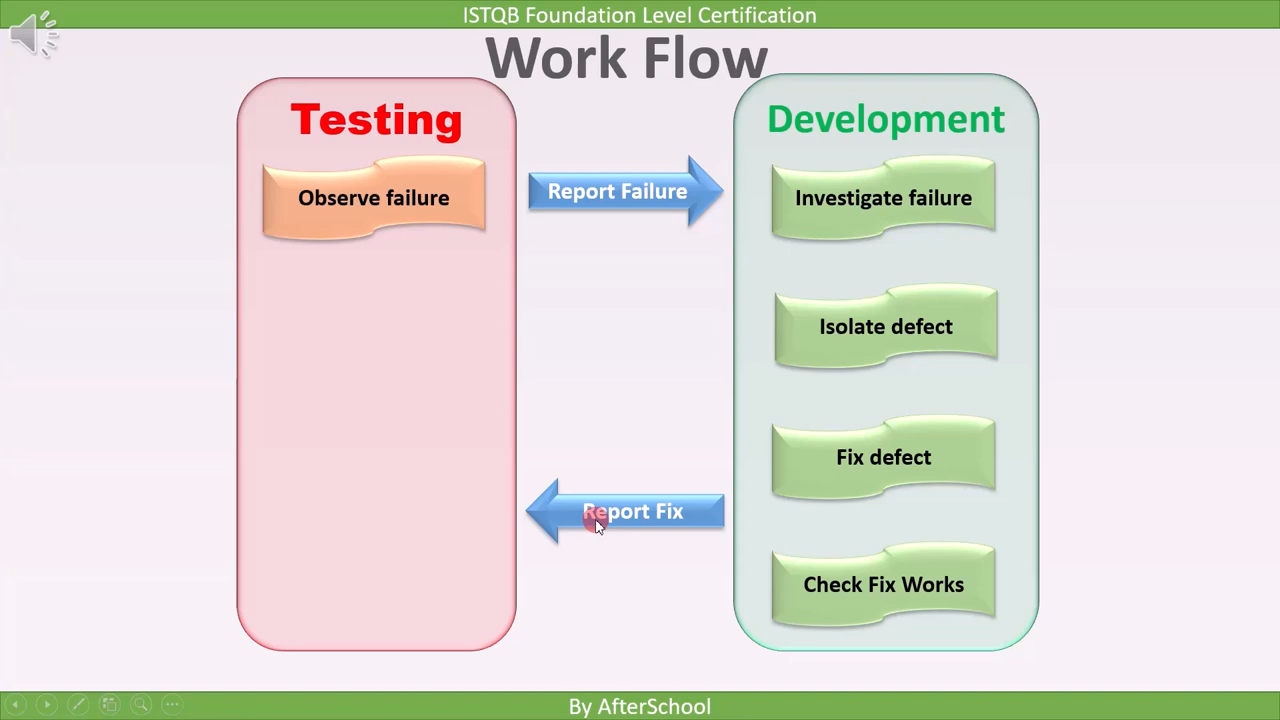 ISTQB Foundation Level Certification
Work Flow
Testing
Observe failure
Report Failure
Development
Investigate failure
Isolate defect
Fix defect
Report Fix
Check Fix Works
By AfterSchool